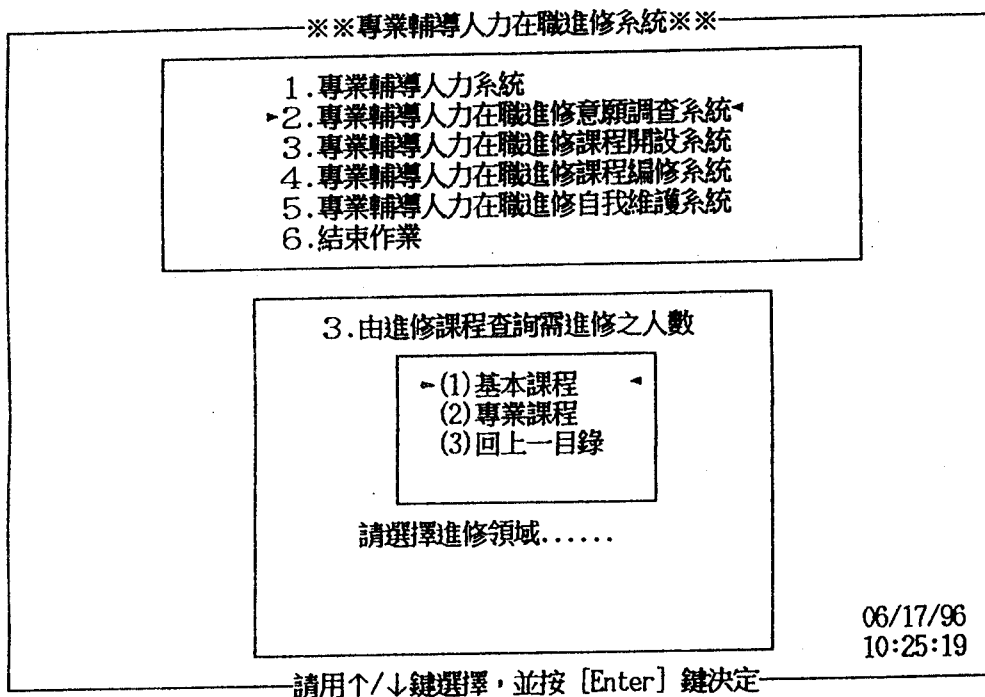 ※※專業輔導人力在職進修系統※※
1.專業輔導人力系統
►2.專業輔導人力在職進修意願調查系統◄
3.專業輔導人力在職進修課程開設系統
4.專業輔導人力在職進修課程編修系統
5.專業輔導人力在職進修自我維護系統
6.結束作業
3.由進修課程查詢需進修之人數
►(1)基本課程 ◄
(2)專業課程
(3)回上一目錄
請選擇進修領域......
06/17/96
10:25:19
請用↑/↓鍵選擇，並按 [Enter] 鍵決定